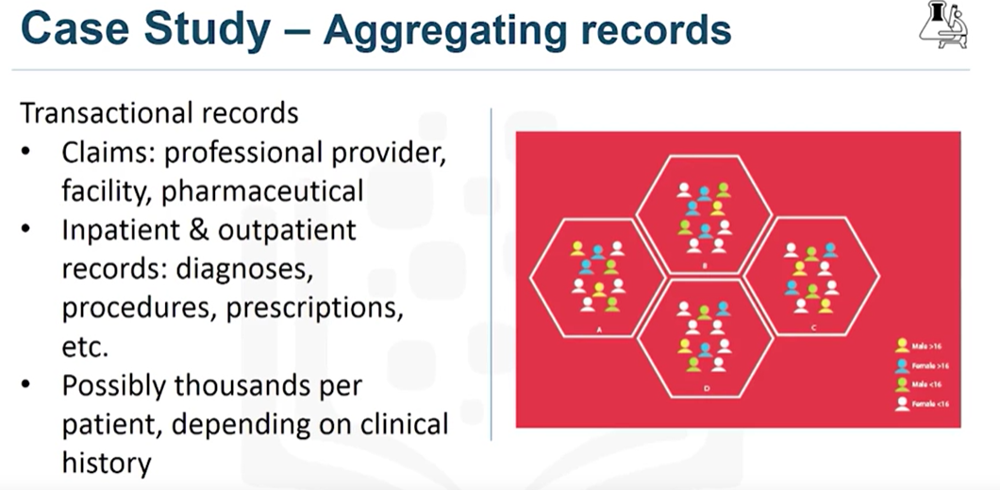 Case Study – Aggregating records
Transactional records
• Claims: professional provider,
facility, pharmaceutical
• Inpatient & outpatient
records: diagnoses,
procedures, prescriptions,
etc.
• Possibly thousands per
patient, depending on clinical
history
B
A
C
D
Male >16
Female >16
Male <16
Female <16